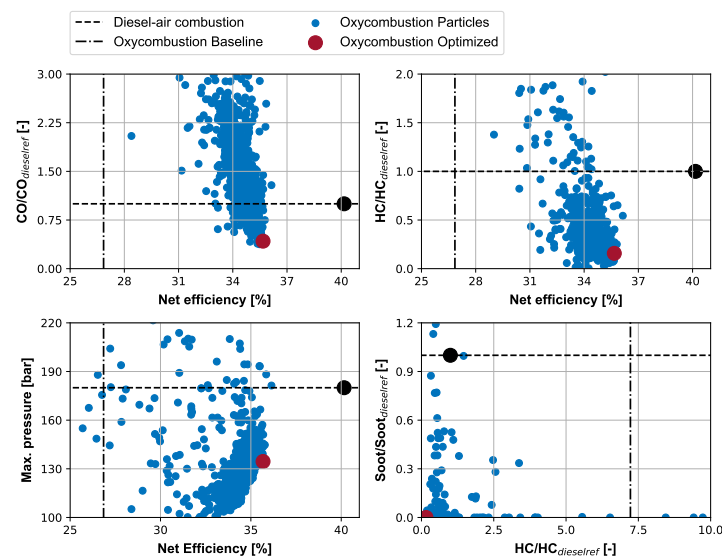 Diesel-air combustion
Oxycombustion Baseline
Oxycombustion Particles
Oxycombustion Optimized
3.00
2.25
1.50
0.75
0.00
CO/CO_dieselref [-]
25 28 31 34 37 40
Net efficiency [%]
2.0
1.5
1.0
0.5
0.0
HC/HC_dieselref [-]
25 28 31 34 37 40
Net efficiency [%]
220
190
160
130
100
Max. pressure [bar]
25 30 35 40
Net Efficiency [%]
1.2
0.9
0.6
0.3
0.0
Soot/Soot_dieselref [-]
0.0 2.5 5.0 7.5 10.0
HC/HC_dieselref [-]